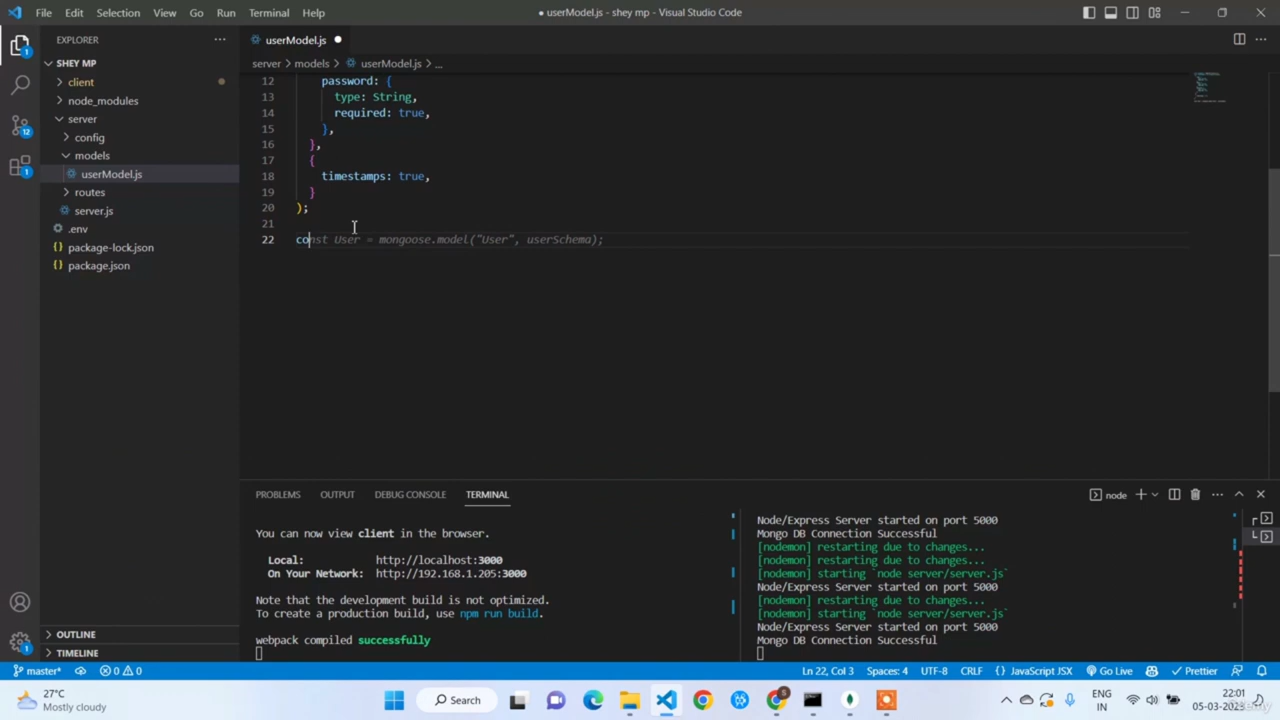 File Edit Selection View Go Run Terminal Help
● userModel.js - shey mp - Visual Studio Code
EXPLORER
SHEY MP
client
node_modules
server
config
models
userModel.js
routes
server.js
.env
package-lock.json
package.json
OUTLINE
TIMELINE
userModel.js
server > models > userModel.js > ...
12 password: {
13 type: String,
14 required: true,
15 },
16 },
17 {
18 timestamps: true,
19 }
20 );
21
22 const User = mongoose.model("User", userSchema);
PROBLEMS OUTPUT DEBUG CONSOLE TERMINAL
node
You can now view client in the browser.
Local: http://localhost:3000
On Your Network: http://192.168.1.205:3000
Note that the development build is not optimized.
To create a production build, use npm run build.
webpack compiled successfully
Node/Express Server started on port 5000
Mongo DB Connection Successful
[nodemon] restarting due to changes...
[nodemon] restarting due to changes...
[nodemon] starting `node server/server.js`
Node/Express Server started on port 5000
[nodemon] restarting due to changes...
[nodemon] starting `node server/server.js`
Node/Express Server started on port 5000
Mongo DB Connection Successful
master* 0 0
Ln 22, Col 3 Spaces: 4 UTF-8 CRLF {} JavaScript JSX Go Live Prettier
27°C
Mostly cloudy
Search
ENG
IN
22:01
05-03-2023